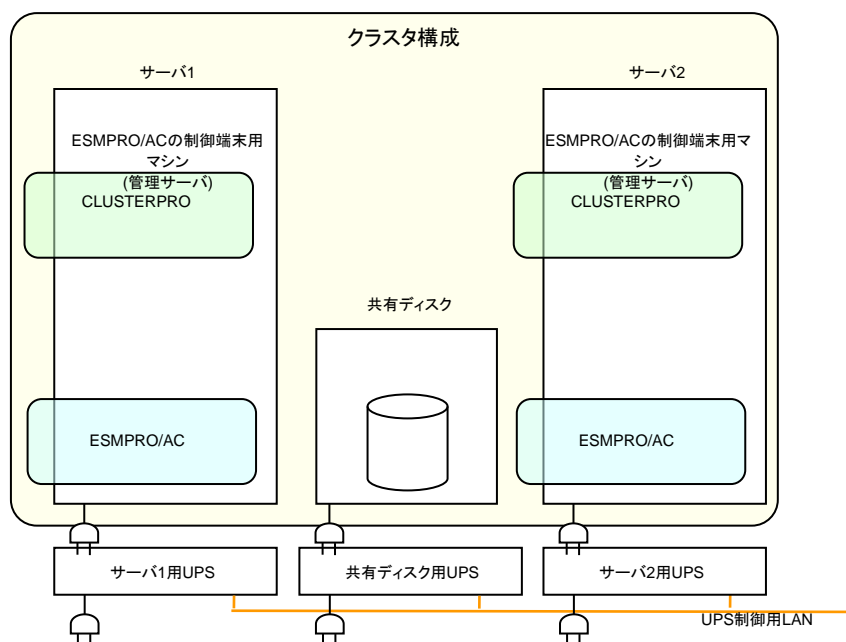 クラスタ構成
サーバ1
サーバ2
ESMPRO/ACの制御端末用
マシン
(管理サーバ)
CLUSTERPRO
ESMPRO/ACの制御端末用マ
シン
(管理サーバ)
CLUSTERPRO
共有ディスク
ESMPRO/AC
ESMPRO/AC
サーバ1用UPS
共有ディスク用UPS
サーバ2用UPS
UPS制御用LAN